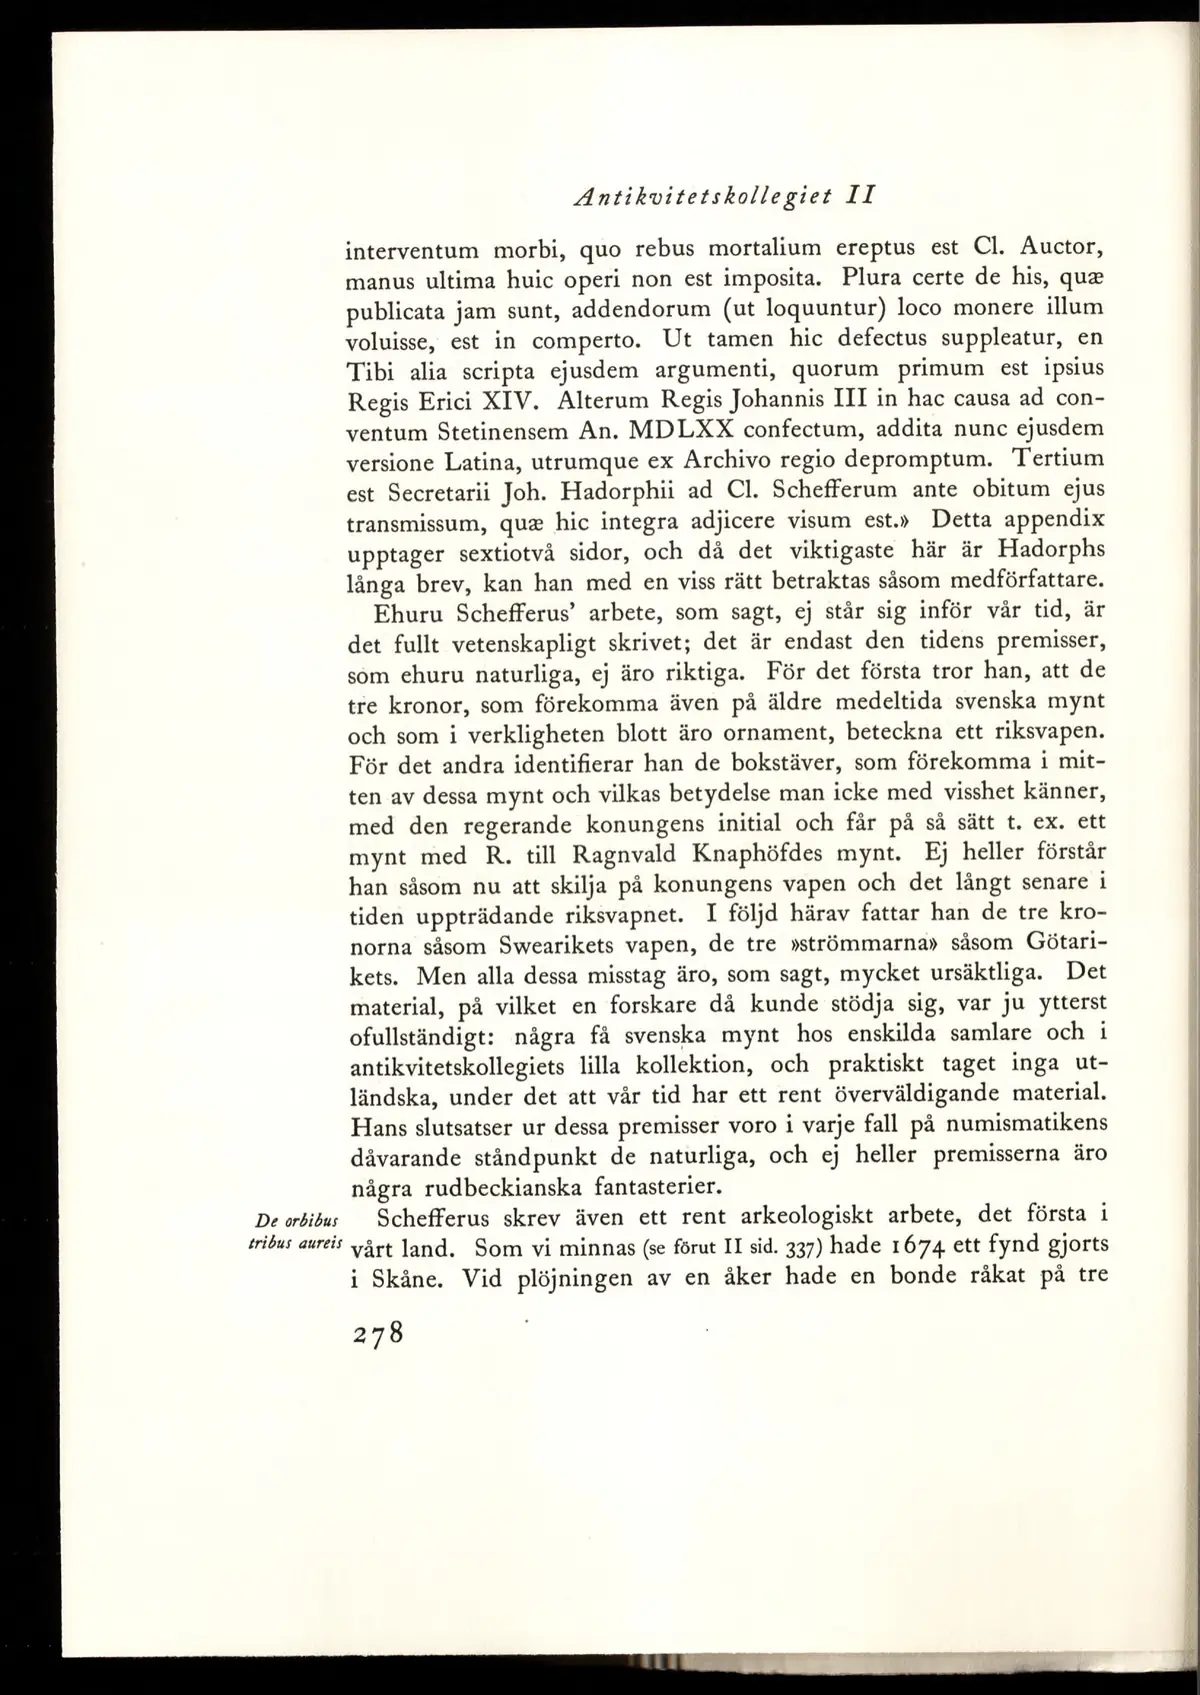 Antikvitetskollegiet II
interventum morbi, quo rebus mortalium ereptus est Cl. Auctor,
manus ultima huic operi non est imposita. Plura certe de his, quæ
publicata jam sunt, addendorum (ut loquuntur) loco monere illum
voluisse, est in comperto. Ut tamen hic defectus suppleatur, en
Tibi alia scripta ejusdem argumenti, quorum primum est ipsius
Regis Erici XIV. Alterum Regis Johannis III in hac causa ad con-
ventum Stetinensem An. MDLXX confectum, addita nunc ejusdem
versione Latina, utrumque ex Archivo regio depromptum. Tertium
est Secretarii Joh. Hadorphii ad Cl. Schefferum ante obitum ejus
transmissum, quæ hic integra adjicere visum est.» Detta appendix
upptager sextiotvå sidor, och då det viktigaste här är Hadorphs
långa brev, kan han med en viss rätt betraktas såsom medförfattare.
Ehuru Schefferus’ arbete, som sagt, ej står sig inför vår tid, är
det fullt vetenskapligt skrivet; det är endast den tidens premisser,
som ehuru naturliga, ej äro riktiga. För det första tror han, att de
tre kronor, som förekomma även på äldre medeltida svenska mynt
och som i verkligheten blott äro ornament, beteckna ett riksvapen.
För det andra identifierar han de bokstäver, som förekomma i mit-
ten av dessa mynt och vilkas betydelse man icke med visshet känner,
med den regerande konungens initial och får på så sätt t. ex. ett
mynt med R. till Ragnvald Knaphöfdes mynt. Ej heller förstår
han såsom nu att skilja på konungens vapen och det långt senare i
tiden uppträdande riksvapnet. I följd härav fattar han de tre kro-
norna såsom Swearikets vapen, de tre »strömmarna» såsom Götari-
kets. Men alla dessa misstag äro, som sagt, mycket ursäktliga. Det
material, på vilket en forskare då kunde stödja sig, var ju ytterst
ofullständigt: några få svenska mynt hos enskilda samlare och i
antikvitetskollegiets lilla kollektion, och praktiskt taget inga ut-
ländska, under det att vår tid har ett rent överväldigande material.
Hans slutsatser ur dessa premisser voro i varje fall på numismatikens
dåvarande ståndpunkt de naturliga, och ej heller premisserna äro
några rudbeckianska fantasterier.
De orbibus
tribus aureis
Schefferus skrev även ett rent arkeologiskt arbete, det första i
vårt land. Som vi minnas (se förut II sid. 337) hade 1674 ett fynd gjorts
i Skåne. Vid plöjningen av en åker hade en bonde råkat på tre
278